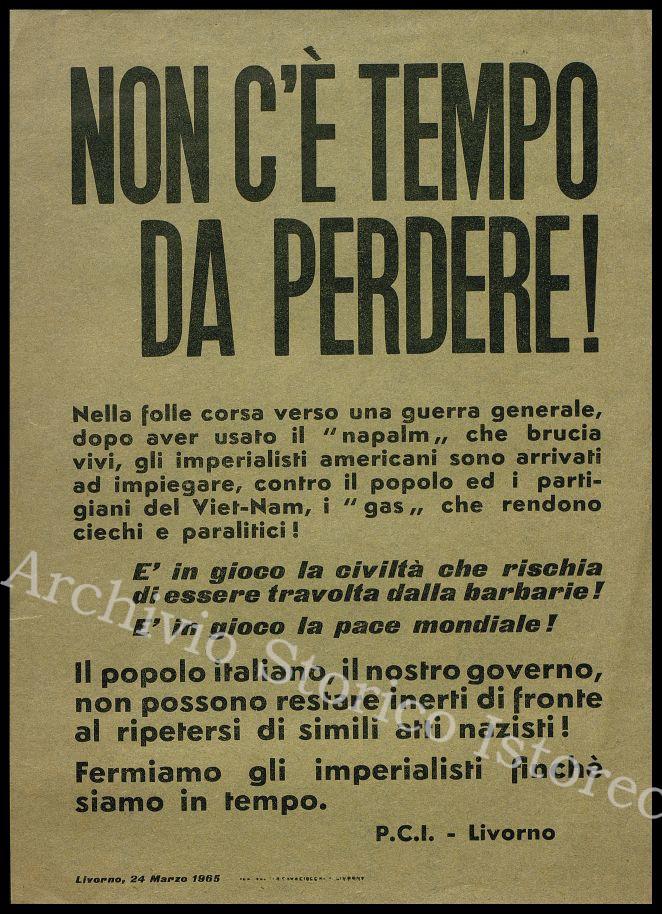 NON C'È TEMPO
DA PERDERE!
Nella folle corsa verso una guerra generale,
dopo aver usato il "napalm„ che brucia
vivi, gli imperialisti americani sono arrivati
ad impiegare, contro il popolo ed i parti-
giani del Viet-Nam, i "gas„ che rendono
ciechi e paralitici!
E' in gioco la civiltà che rischia
di essere travolta dalla barbarie!
E' in gioco la pace mondiale!
Il popolo italiano, il nostro governo,
non possono restare inerti di fronte
al ripetersi di simili atti nazisti!
Fermiamo gli imperialisti finchè
siamo in tempo.
P.C.I. - Livorno
Livorno, 24 Marzo 1965
Archivio Storico Istoreco